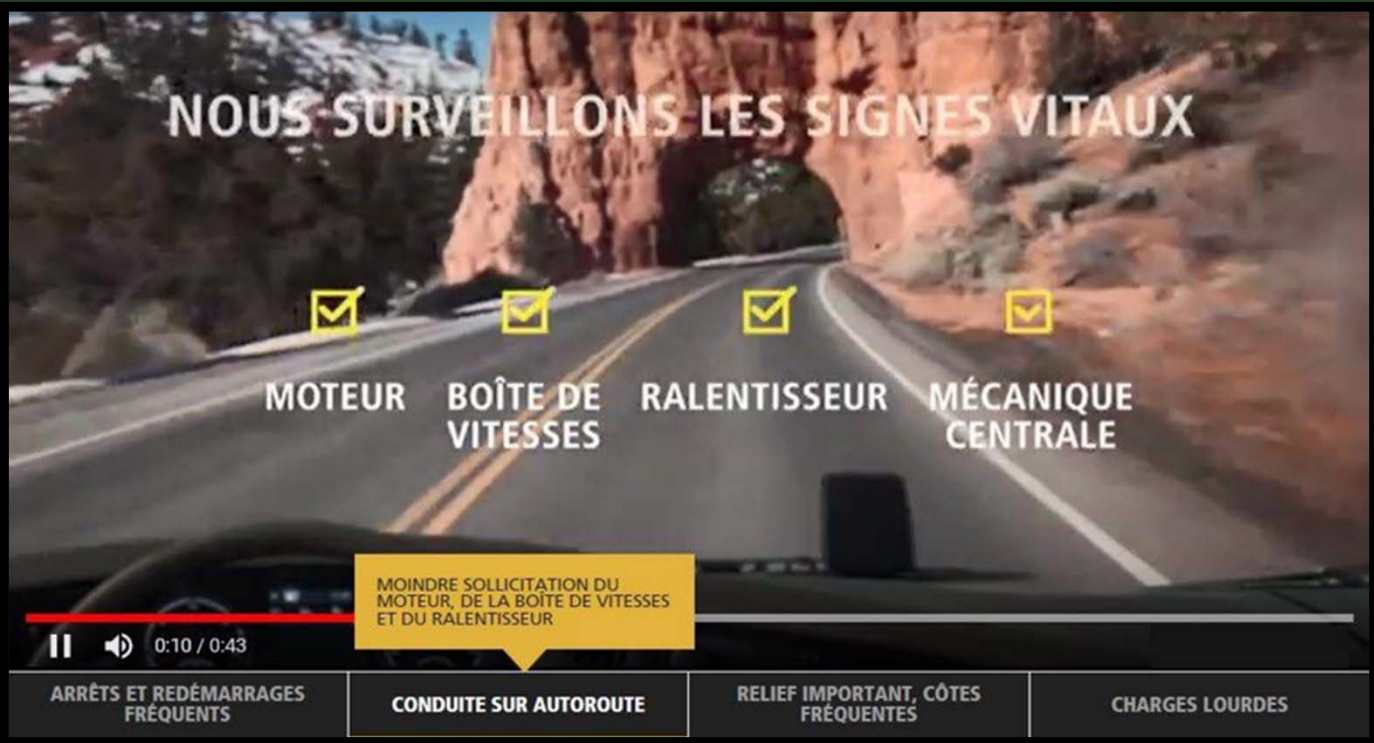 NOUS SURVEILLONS LES SIGNES VITAUX
MOTEUR
BOÎTE DE
VITESSES
RALENTISSEUR
MÉCANIQUE
CENTRALE
MOINDRE SOLLICITATION DU
MOTEUR, DE LA BOÎTE DE VITESSES
ET DU RALENTISSEUR
0:10 / 0:43
ARRÊTS ET REDÉMARRAGES
FRÉQUENTS
CONDUITE SUR AUTOROUTE
RELIEF IMPORTANT, CÔTES
FRÉQUENTES
CHARGES LOURDES